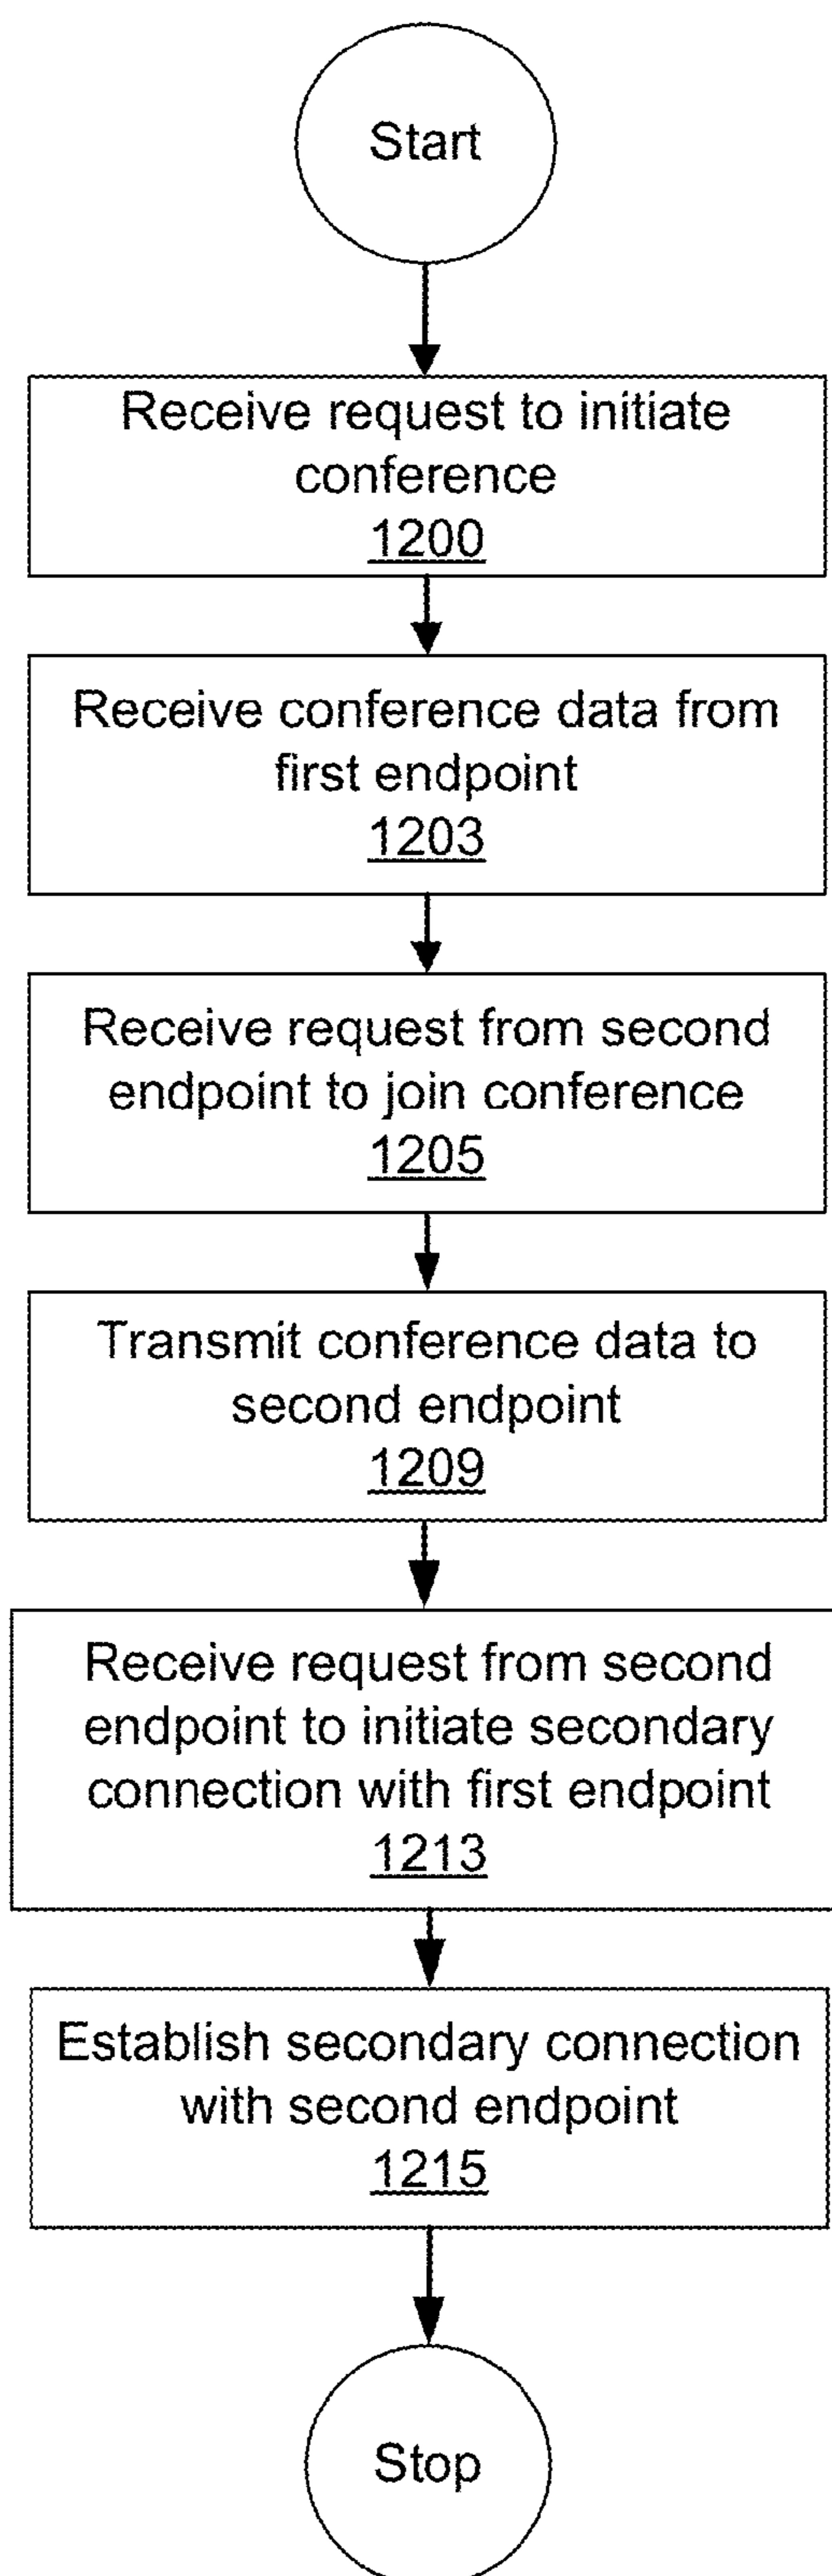 Start
Receive request to initiate
conference
1200
Receive conference data from
first endpoint
1203
Receive request from second
endpoint to join conference
1205
Transmit conference data to
second endpoint
1209
Receive request from second
endpoint to initiate secondary
connection with first endpoint
1213
Establish secondary connection
with second endpoint
1215
Stop